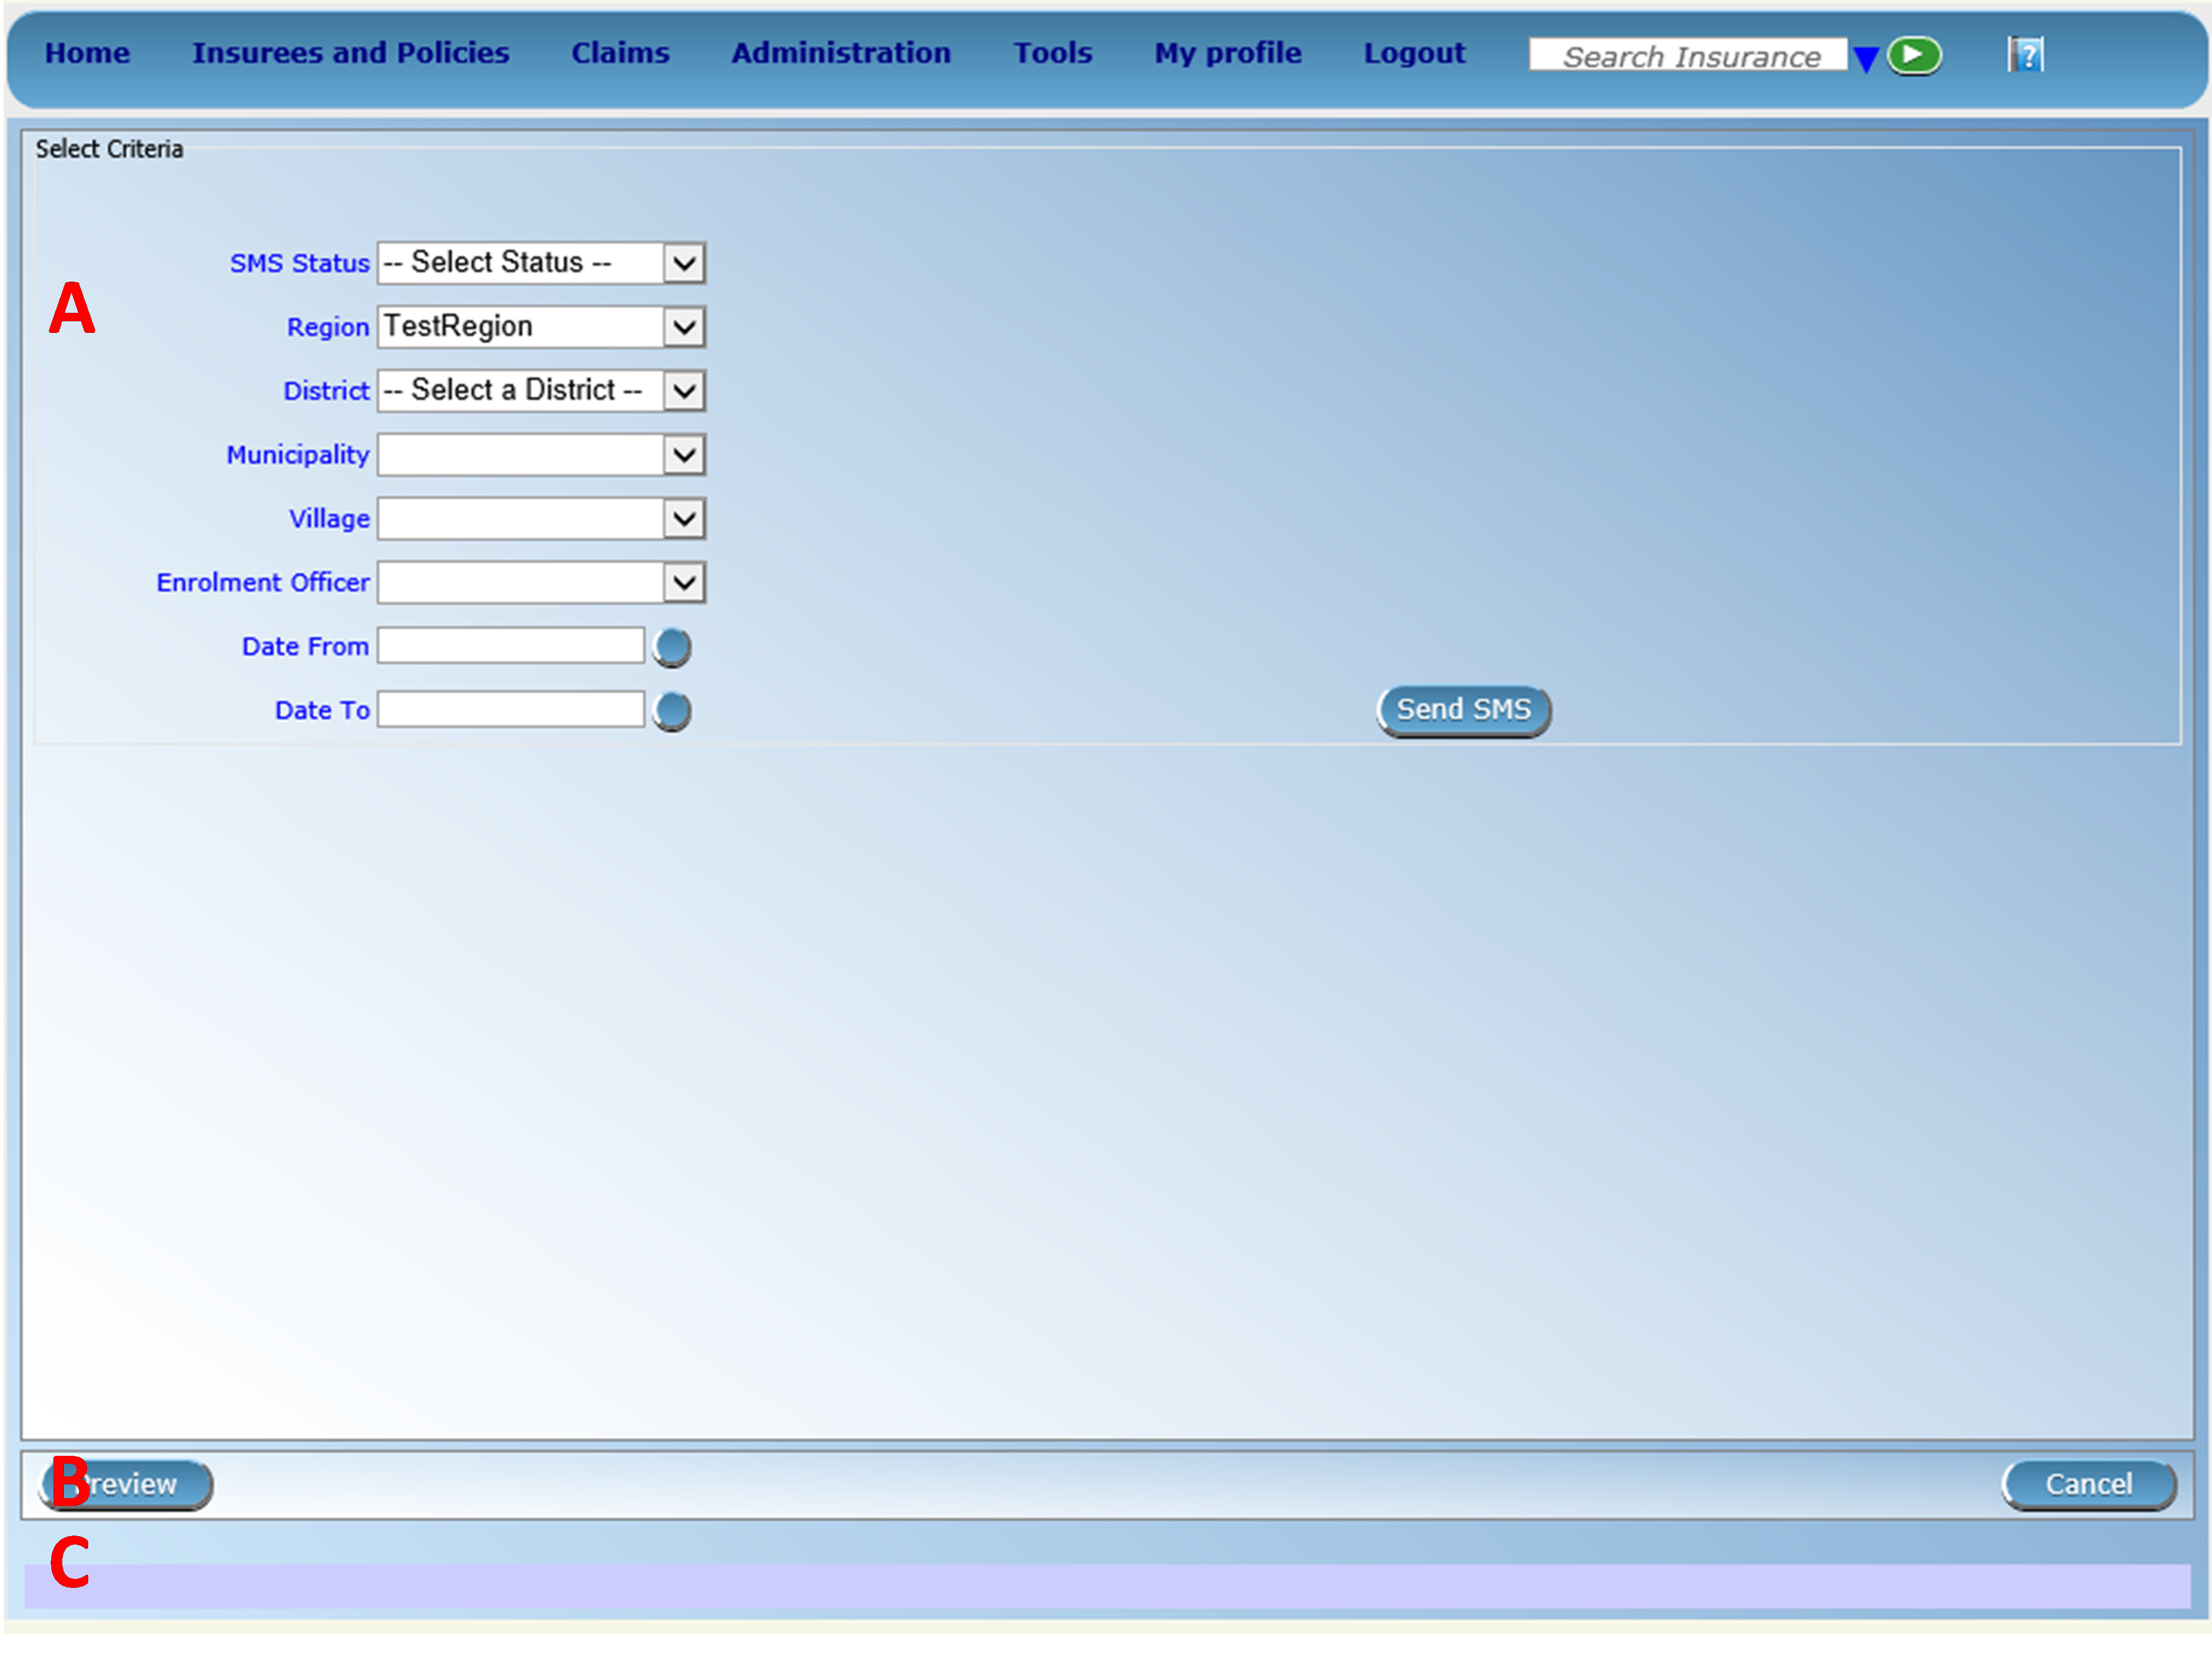 Home Insurees and Policies Claims Administration Tools My profile Logout Search Insurance ?
Select Criteria
SMS Status -- Select Status --
A
Region TestRegion
District -- Select a District --
Municipality
Village
Enrolment Officer
Date From
Date To Send SMS
B review Cancel
C